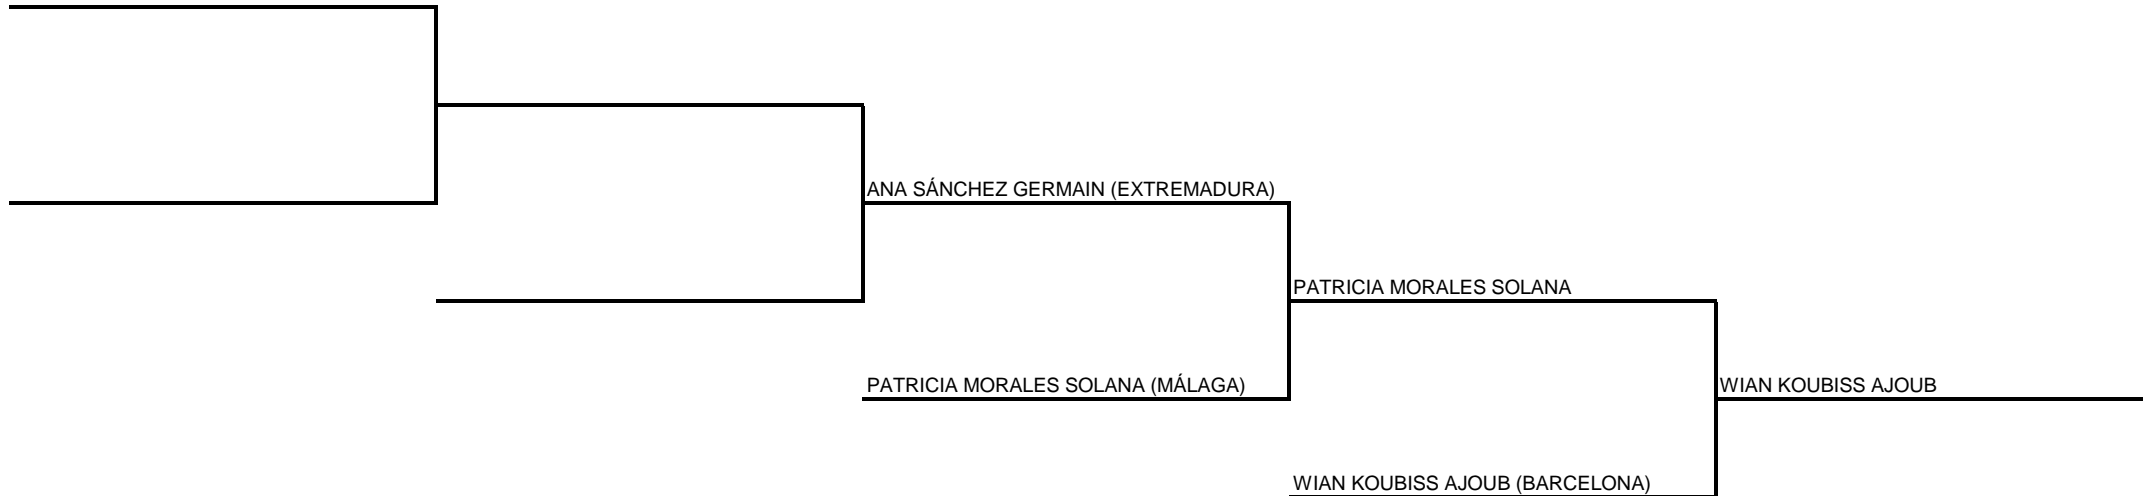 ANA SÁNCHEZ GERMAIN (EXTREMADURA)
PATRICIA MORALES SOLANA
PATRICIA MORALES SOLANA (MÁLAGA)
WIAN KOUBISS AJOUB
WIAN KOUBISS AJOUB (BARCELONA)